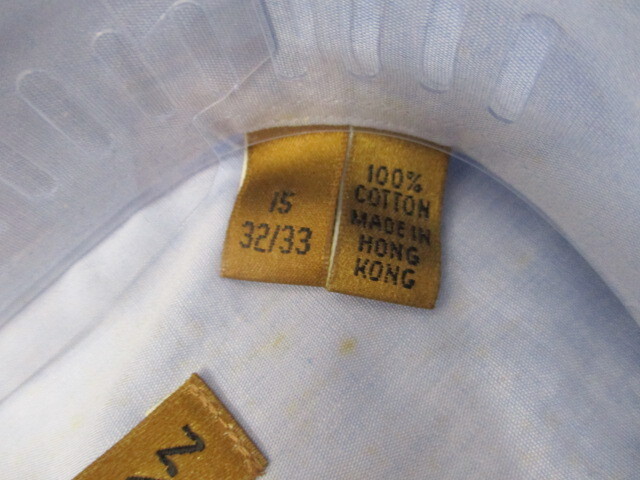 15
32/33
100%
COTTON
MADE IN
HONG
KONG